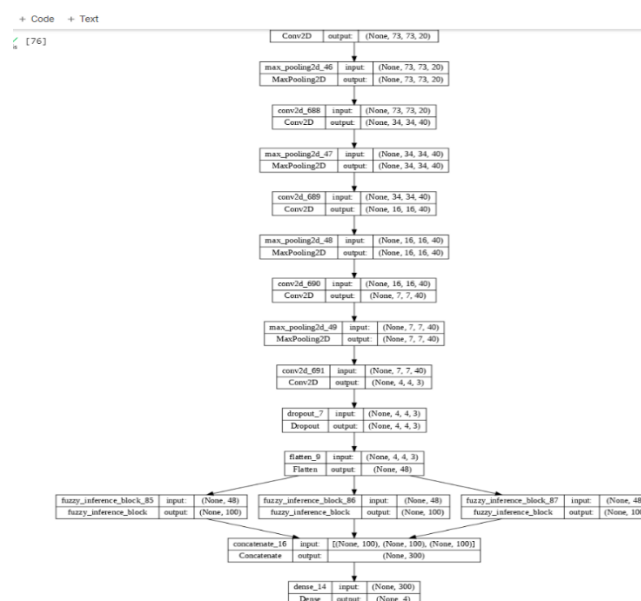 + Code + Text
[76]
Conv2D output: (None, 73, 73, 20)
max_pooling2d_46 input: (None, 73, 73, 20)
MaxPooling2D output: (None, 73, 73, 20)
conv2d_688 input: (None, 73, 73, 20)
Conv2D output: (None, 34, 34, 40)
max_pooling2d_47 input: (None, 34, 34, 40)
MaxPooling2D output: (None, 34, 34, 40)
conv2d_689 input: (None, 34, 34, 40)
Conv2D output: (None, 16, 16, 40)
max_pooling2d_48 input: (None, 16, 16, 40)
MaxPooling2D output: (None, 16, 16, 40)
conv2d_690 input: (None, 16, 16, 40)
Conv2D output: (None, 7, 7, 40)
max_pooling2d_49 input: (None, 7, 7, 40)
MaxPooling2D output: (None, 7, 7, 40)
conv2d_691 input: (None, 7, 7, 40)
Conv2D output: (None, 4, 4, 3)
dropout_7 input: (None, 4, 4, 3)
Dropout output: (None, 4, 4, 3)
flatten_9 input: (None, 4, 4, 3)
Flatten output: (None, 48)
fuzzy_inference_block_85 input: (None, 48) fuzzy_inference_block_86 input: (None, 48) fuzzy_inference_block_87 input: (None, 48
fuzzy_inference_block output: (None, 100) fuzzy_inference_block output: (None, 100) fuzzy_inference_block output: (None, 100
concatenate_16 input: [(None, 100), (None, 100), (None, 100)]
Concatenate output: (None, 300)
dense_14 input: (None, 300)
Dense output: (None, 4)